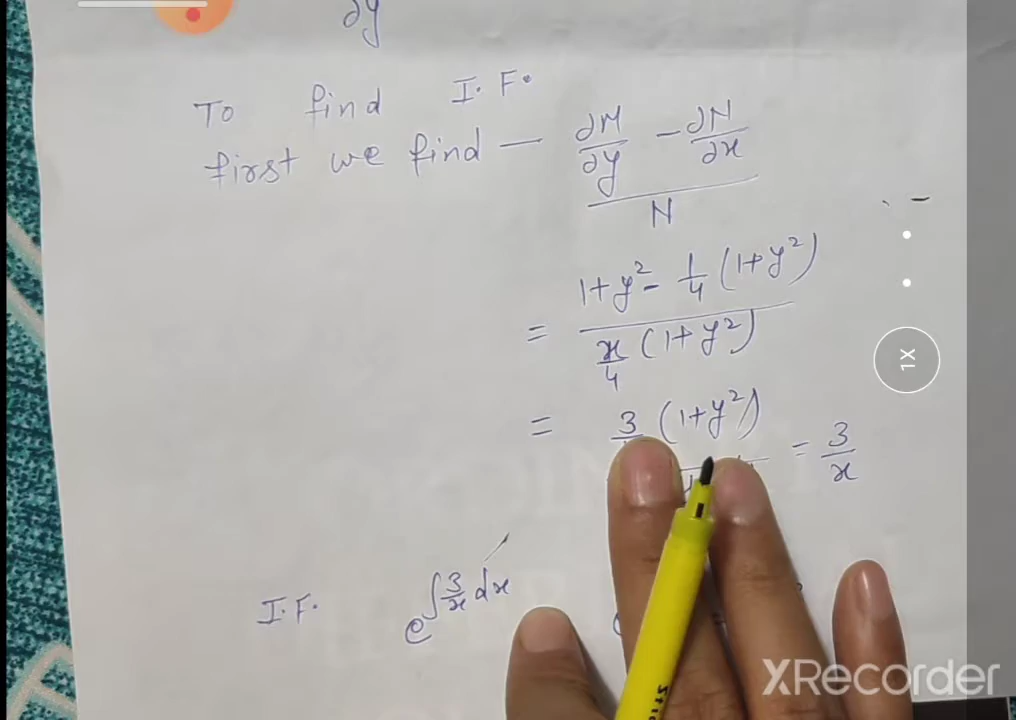 ∂y
To find I.F.
first we find — ∂M/∂y - ∂N/∂x
N
= 1+y² - 1/4 (1+y²)
x/4 (1+y²)
= 3 (1+y²) = 3/x
I.F. e^∫3/x dx
1X
XRecorder